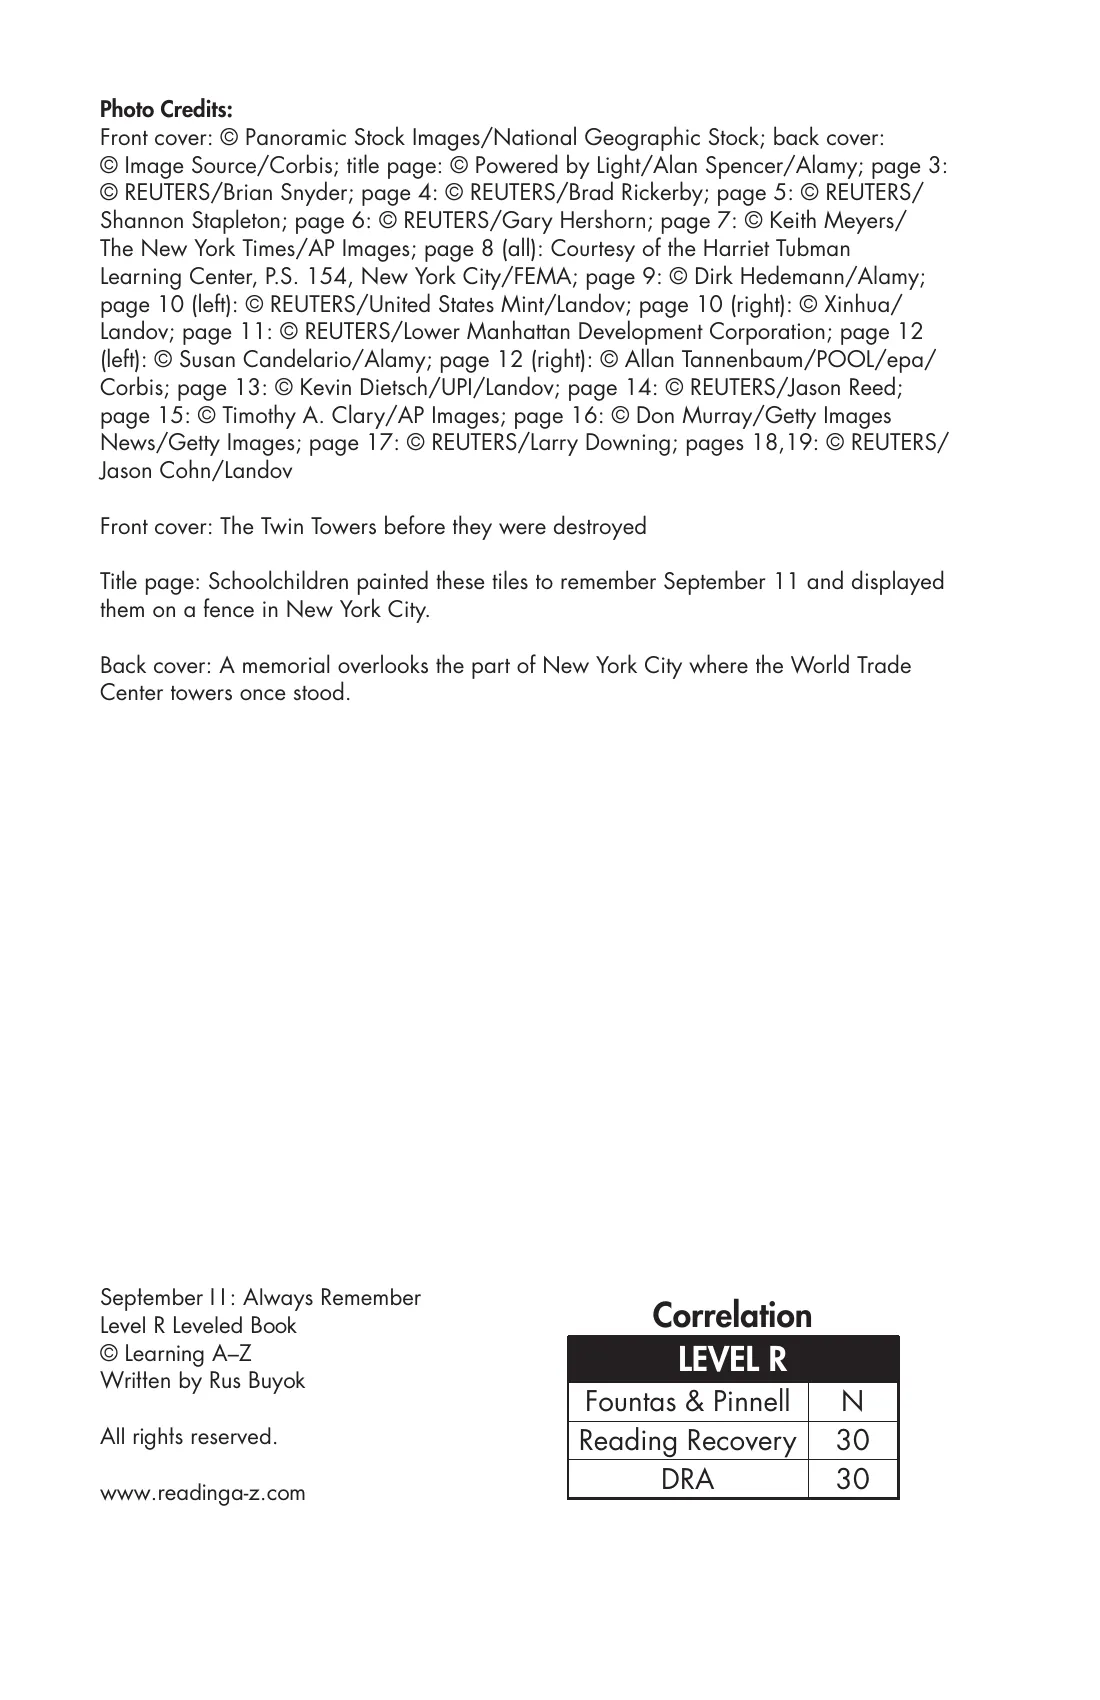 Photo Credits:
Front cover: © Panoramic Stock Images/National Geographic Stock; back cover:
© Image Source/Corbis; title page: © Powered by Light/Alan Spencer/Alamy; page 3:
© REUTERS/Brian Snyder; page 4: © REUTERS/Brad Rickerby; page 5: © REUTERS/
Shannon Stapleton; page 6: © REUTERS/Gary Hershorn; page 7: © Keith Meyers/
The New York Times/AP Images; page 8 (all): Courtesy of the Harriet Tubman
Learning Center, P.S. 154, New York City/FEMA; page 9: © Dirk Hedemann/Alamy;
page 10 (left): © REUTERS/United States Mint/Landov; page 10 (right): © Xinhua/
Landov; page 11: © REUTERS/Lower Manhattan Development Corporation; page 12
(left): © Susan Candelario/Alamy; page 12 (right): © Allan Tannenbaum/POOL/epa/
Corbis; page 13: © Kevin Dietsch/UPI/Landov; page 14: © REUTERS/Jason Reed;
page 15: © Timothy A. Clary/AP Images; page 16: © Don Murray/Getty Images
News/Getty Images; page 17: © REUTERS/Larry Downing; pages 18,19: © REUTERS/
Jason Cohn/Landov
Front cover: The Twin Towers before they were destroyed
Title page: Schoolchildren painted these tiles to remember September 11 and displayed
them on a fence in New York City.
Back cover: A memorial overlooks the part of New York City where the World Trade
Center towers once stood.
September 11: Always Remember
Level R Leveled Book
© Learning A–Z
Written by Rus Buyok
All rights reserved.
www.readinga-z.com
Correlation
LEVEL R
Fountas & Pinnell N
Reading Recovery 30
DRA 30